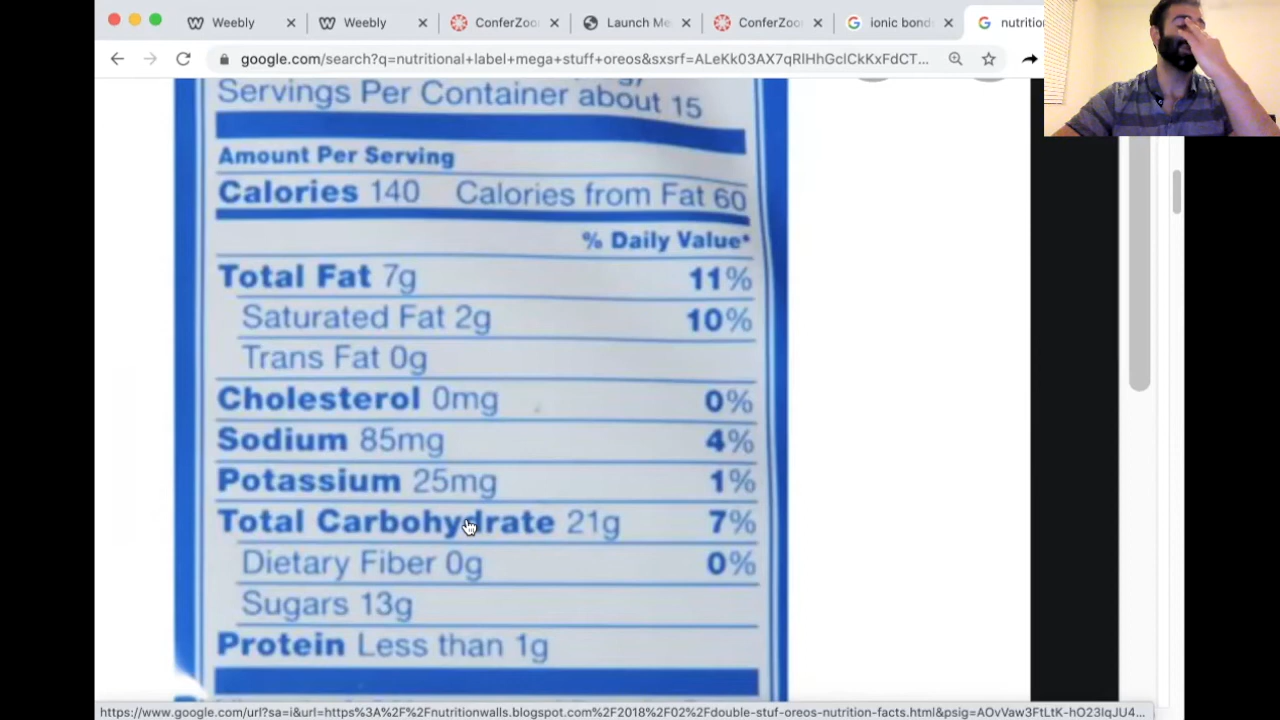 Weebly
Weebly
ConferZoo
Launch Me
ConferZoo
ionic bond
nutrition
google.com/search?q=nutritional+label+mega+stuff+oreos&sxsrf=ALeKk03AX7qRlHhGclCkKxFdCT...
Servings Per Container about 15
Amount Per Serving
Calories 140 Calories from Fat 60
% Daily Value*
Total Fat 7g 11%
Saturated Fat 2g 10%
Trans Fat 0g
Cholesterol 0mg 0%
Sodium 85mg 4%
Potassium 25mg 1%
Total Carbohydrate 21g 7%
Dietary Fiber 0g 0%
Sugars 13g
Protein Less than 1g
https://www.google.com/url?sa=i&url=https%3A%2F%2Fnutritionwalls.blogspot.com%2F2018%2F02%2Fdouble-stuf-oreos-nutrition-facts.html&psig=AOvVaw3FtLtK-hO23IqJU4...